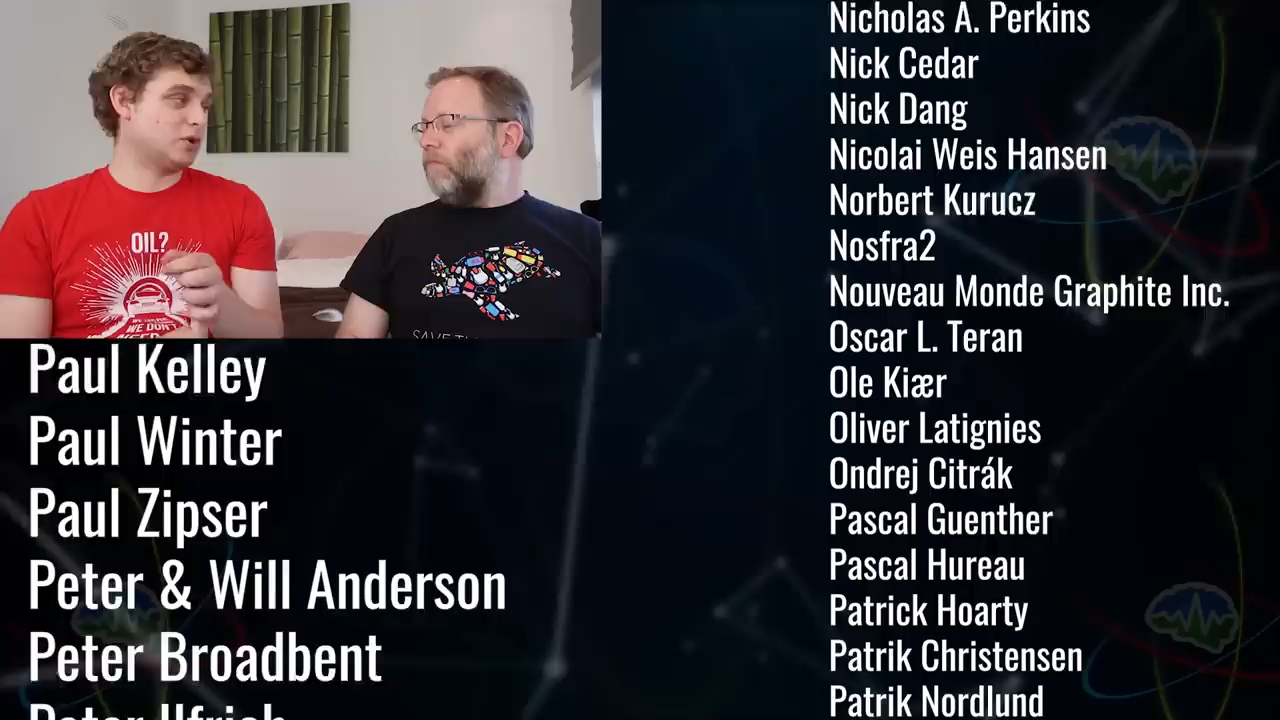 OIL?
WE DON'T
Paul Kelley
Paul Winter
Paul Zipser
Peter & Will Anderson
Peter Broadbent
Nicholas A. Perkins
Nick Cedar
Nick Dang
Nicolai Weis Hansen
Norbert Kurucz
Nosfra2
Nouveau Monde Graphite Inc.
Oscar L. Teran
Ole Kiær
Oliver Latignies
Ondrej Citrák
Pascal Guenther
Pascal Hureau
Patrick Hoarty
Patrik Christensen
Patrik Nordlund